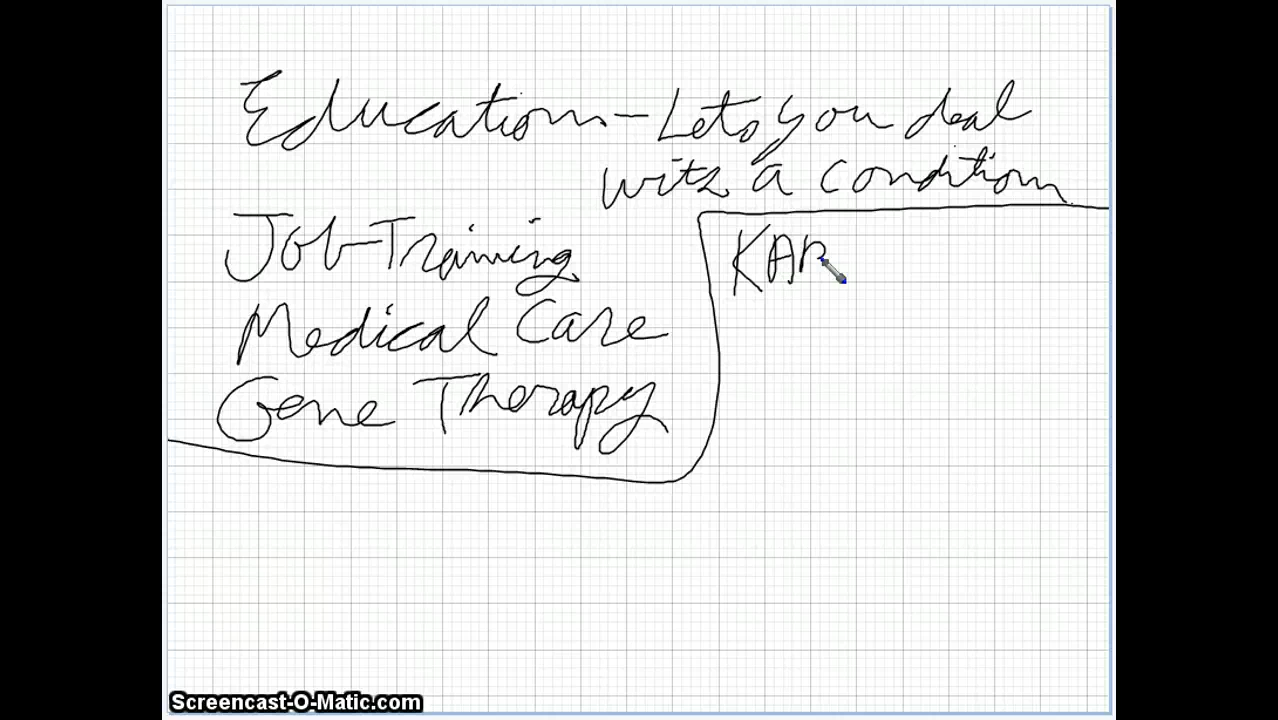 Education - Lets you deal
with a condition
Job-Training
Medical Care
Gene Therapy
KAR
Screencast-O-Matic.com